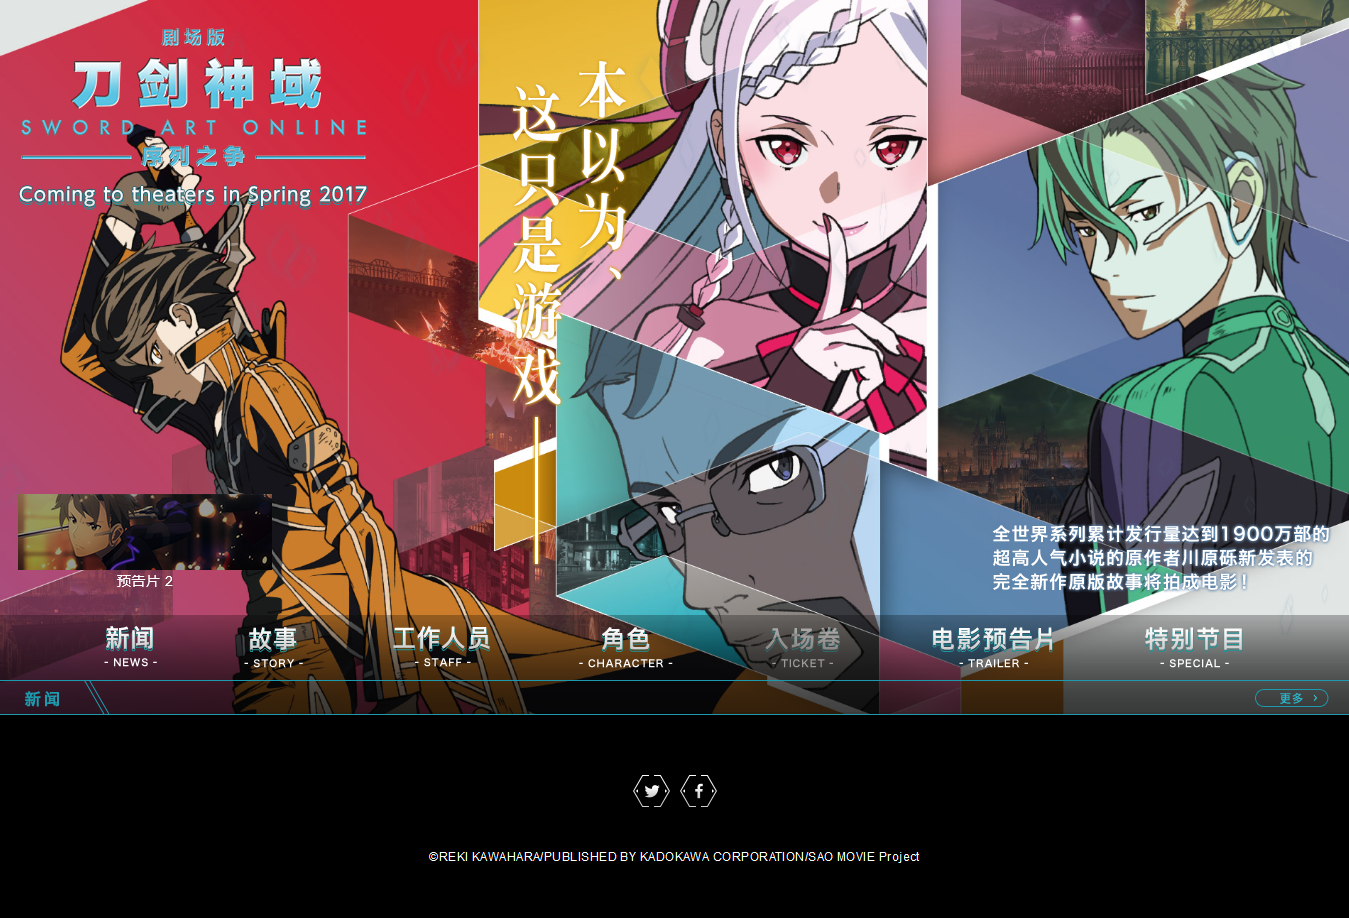 剧场版
刀剑神域
SWORD ART ONLINE
序列之争
Coming to theaters in Spring 2017
本以为、
这只是游戏——
预告片 2
全世界系列累计发行量达到1900万部的
超高人气小说的原作者川原砾新发表的
完全新作原版故事将拍成电影！
新闻
- NEWS -
故事
- STORY -
工作人员
- STAFF -
角色
- CHARACTER -
入场卷
- TICKET -
电影预告片
- TRAILER -
特别节目
- SPECIAL -
新闻
更多
©REKI KAWAHARA/PUBLISHED BY KADOKAWA CORPORATION/SAO MOVIE Project